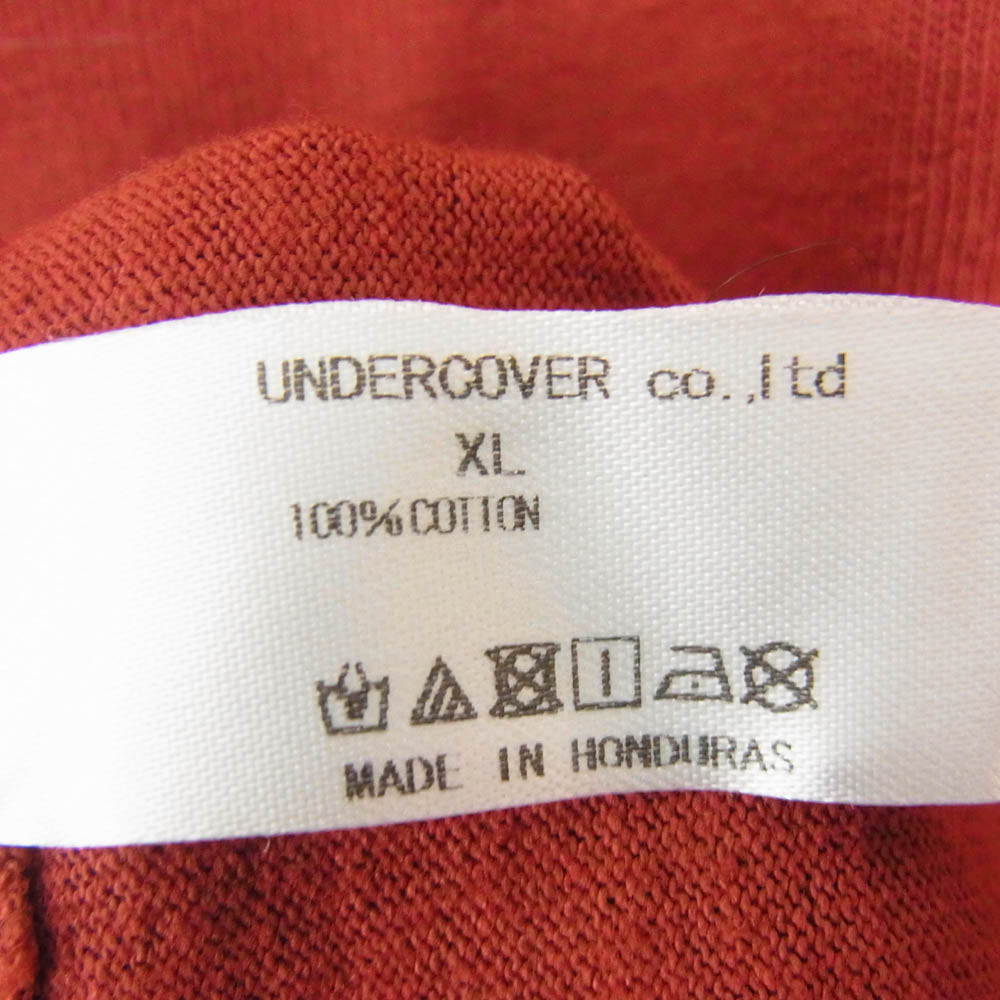 UNDERCOVER co.,ltd
XL
100%COTTON
MADE IN HONDURAS